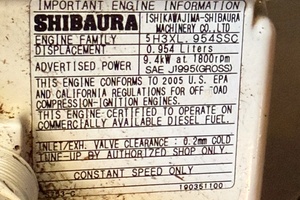 IMPORTANT ENGINE INFORMATION
SHIBAURA ISHIKAWAJIMA-SHIBAURA MACHINERY CO., LTD
ENGINE FAMILY 5H3XL.954SSC
DISPLACEMENT 0.954 Liters
ADVERTISED POWER 9.4kW at 1800rpm SAE J1995(GROSS)
THIS ENGINE CONFORMS TO 2005 U.S. EPA
AND CALIFORNIA REGULATIONS FOR OFF ROAD
COMPRESSION-IGNITION ENGINES.
THIS ENGINE CERTIFIED TO OPERATE ON
COMMERCIALLY AVAILABLE DIESEL FUEL.
INLET/EXH. VALVE CLEARANCE : 0.2mm COLD
TUNE-UP BY AUTHORIZED SHOP ONLY
CONSTANT SPEED ONLY
190351100